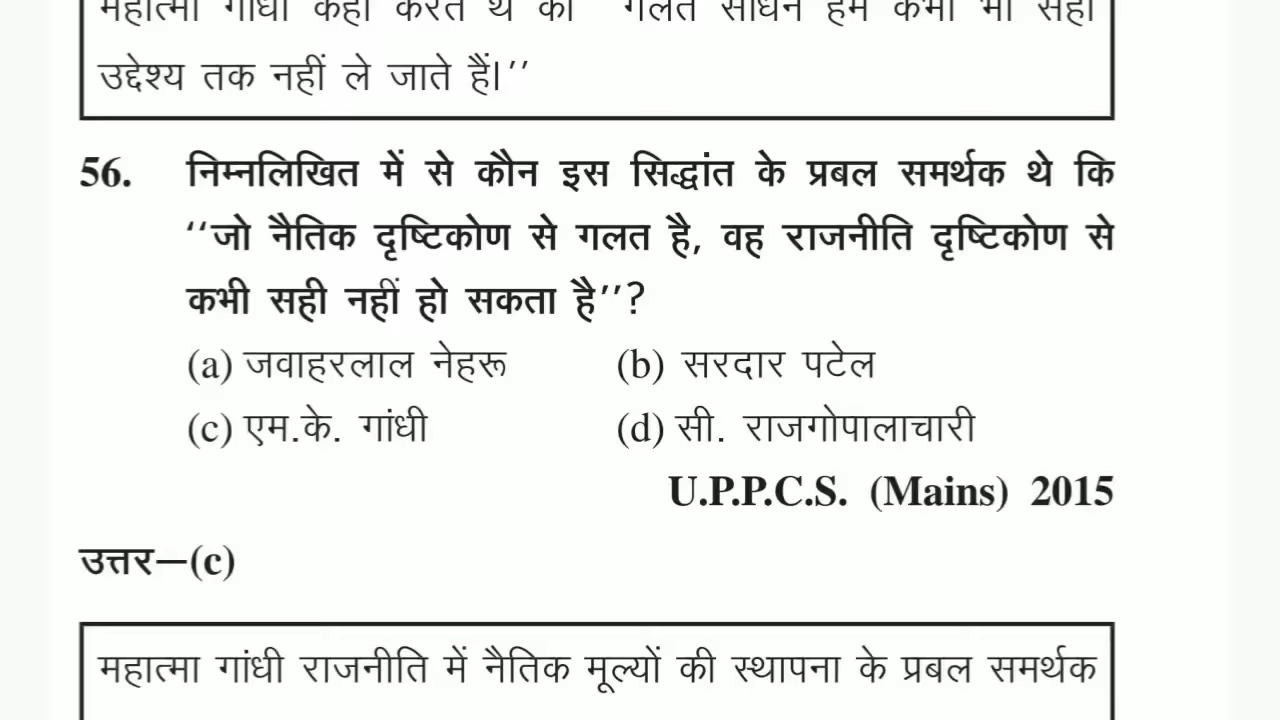 महात्मा गांधी कहा करते थे की ‘‘गलत साधन हमें कभी भी सही
उद्देश्य तक नहीं ले जाते हैं।’’
56. निम्नलिखित में से कौन इस सिद्धांत के प्रबल समर्थक थे कि
‘‘जो नैतिक दृष्टिकोण से गलत है, वह राजनीति दृष्टिकोण से
कभी सही नहीं हो सकता है’’?
(a) जवाहरलाल नेहरू (b) सरदार पटेल
(c) एम.के. गांधी (d) सी. राजगोपालाचारी
U.P.P.C.S. (Mains) 2015
उत्तर—(c)
महात्मा गांधी राजनीति में नैतिक मूल्यों की स्थापना के प्रबल समर्थक